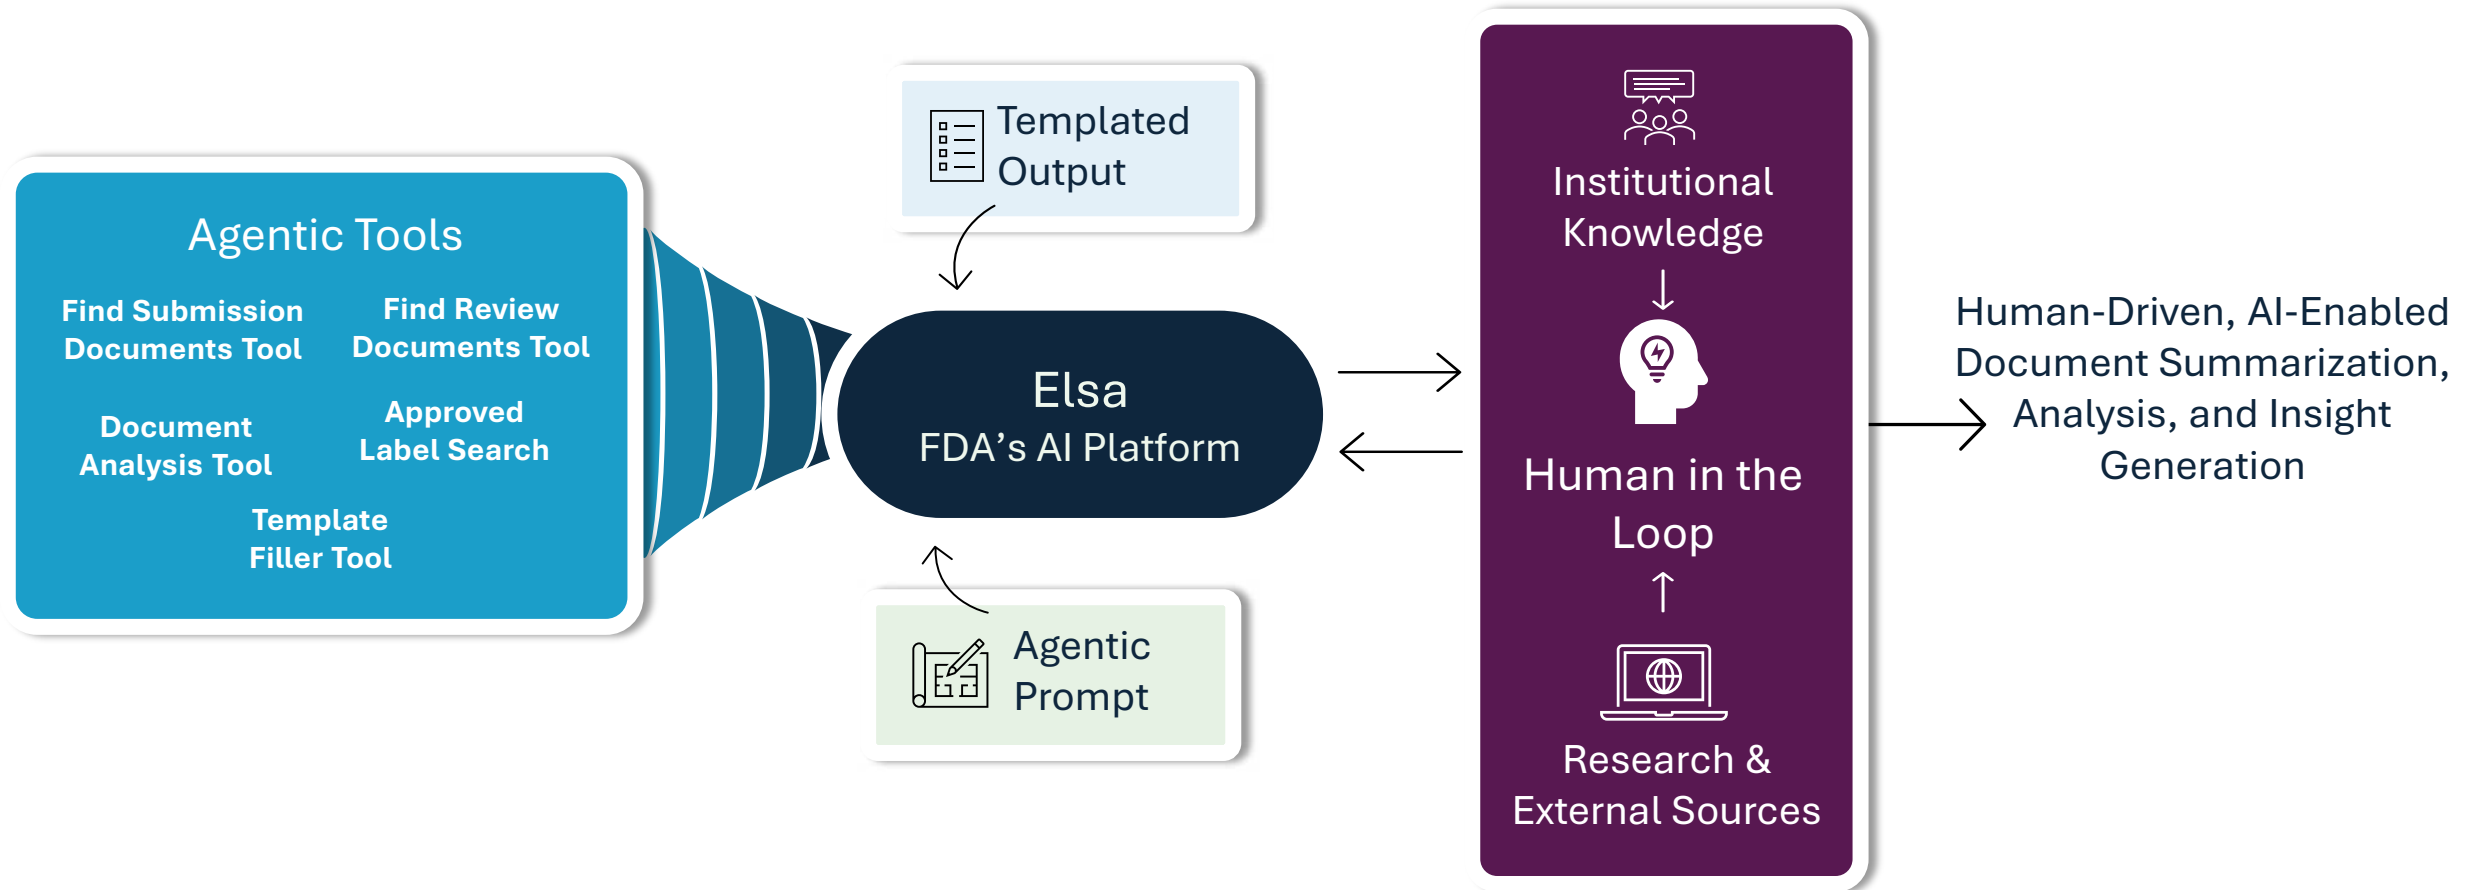 Agentic Tools
Find Submission
Documents Tool
Find Review
Documents Tool
Document
Analysis Tool
Approved
Label Search
Template
Filler Tool
Templated
Output
Elsa
FDA’s AI Platform
Agentic
Prompt
Institutional
Knowledge
Human in the
Loop
Research &
External Sources
Human-Driven, AI-Enabled
Document Summarization,
Analysis, and Insight
Generation